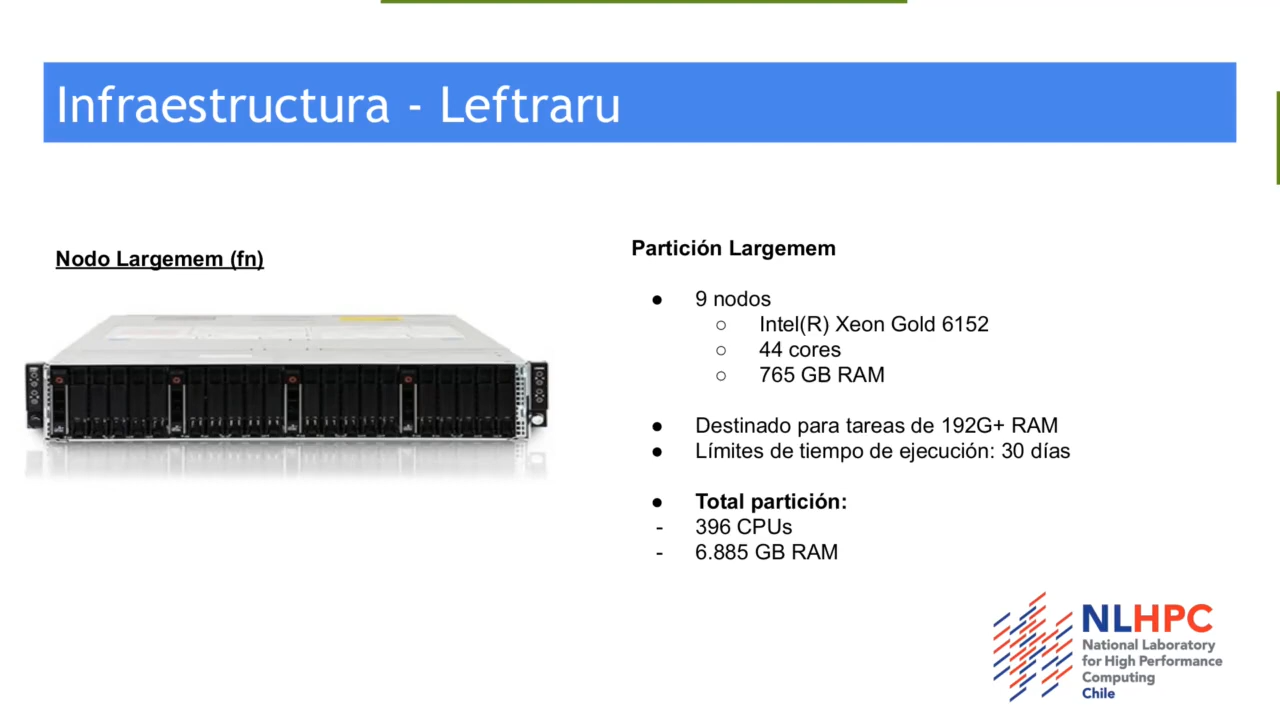 Infraestructura - Leftraru
Nodo Largemem (fn)
Partición Largemem
● 9 nodos
○ Intel(R) Xeon Gold 6152
○ 44 cores
○ 765 GB RAM
● Destinado para tareas de 192G+ RAM
● Límites de tiempo de ejecución: 30 días
● Total partición:
- 396 CPUs
- 6.885 GB RAM
NLHPC
National Laboratory
for High Performance
Computing
Chile